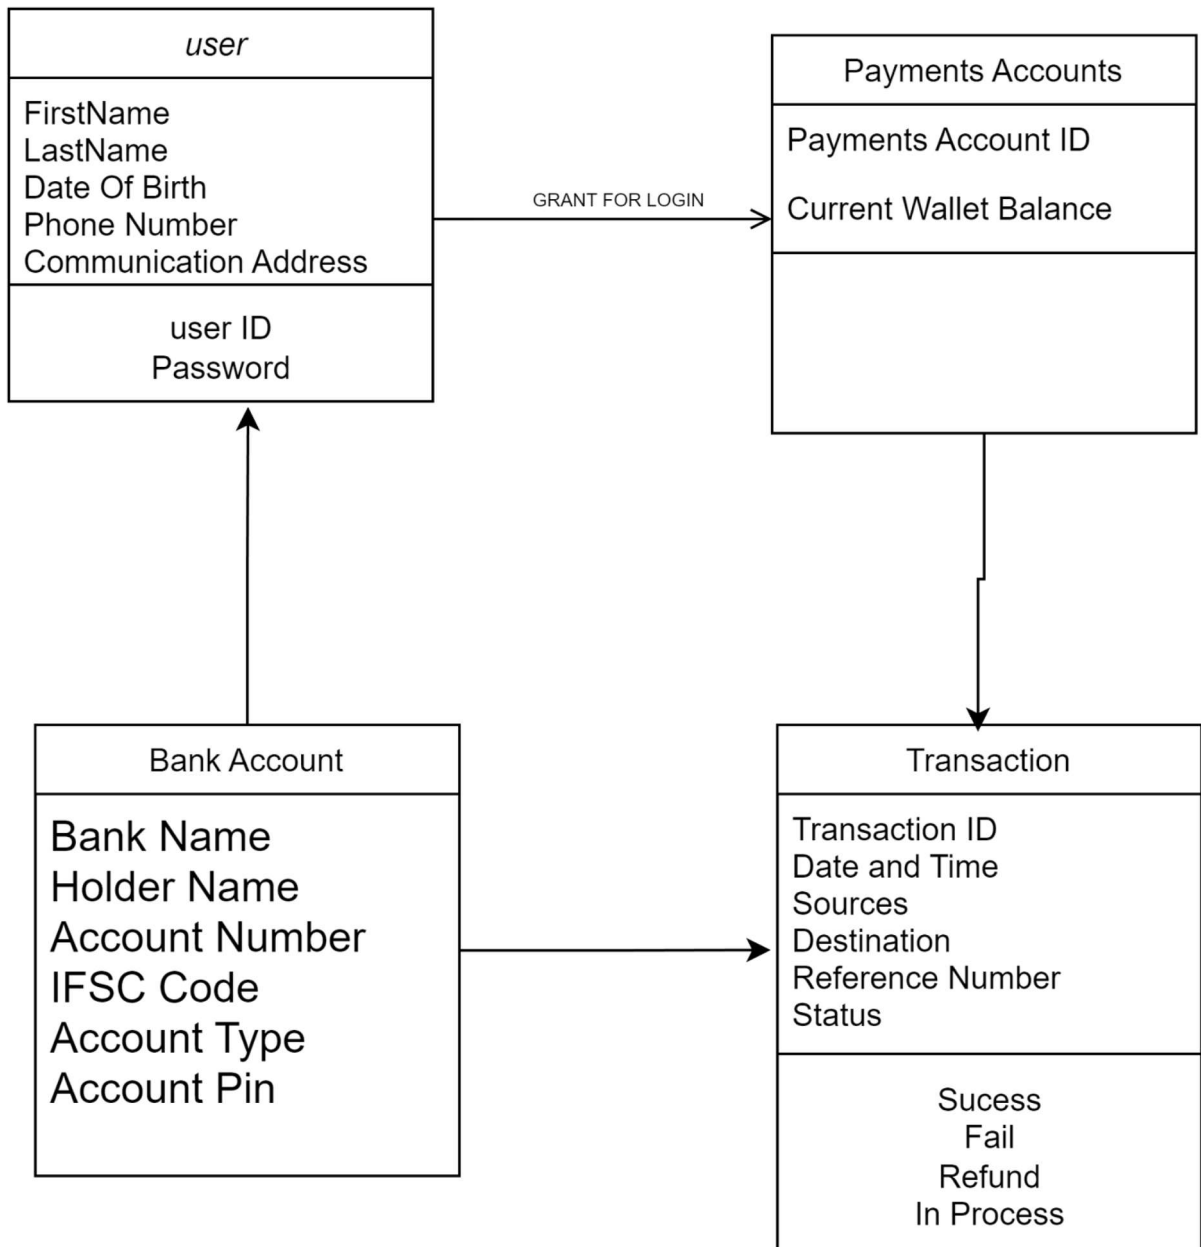 user
FirstName
LastName
Date Of Birth
Phone Number
Communication Address
user ID
Password
GRANT FOR LOGIN
Payments Accounts
Payments Account ID
Current Wallet Balance
Bank Account
Bank Name
Holder Name
Account Number
IFSC Code
Account Type
Account Pin
Transaction
Transaction ID
Date and Time
Sources
Destination
Reference Number
Status
Sucess
Fail
Refund
In Process